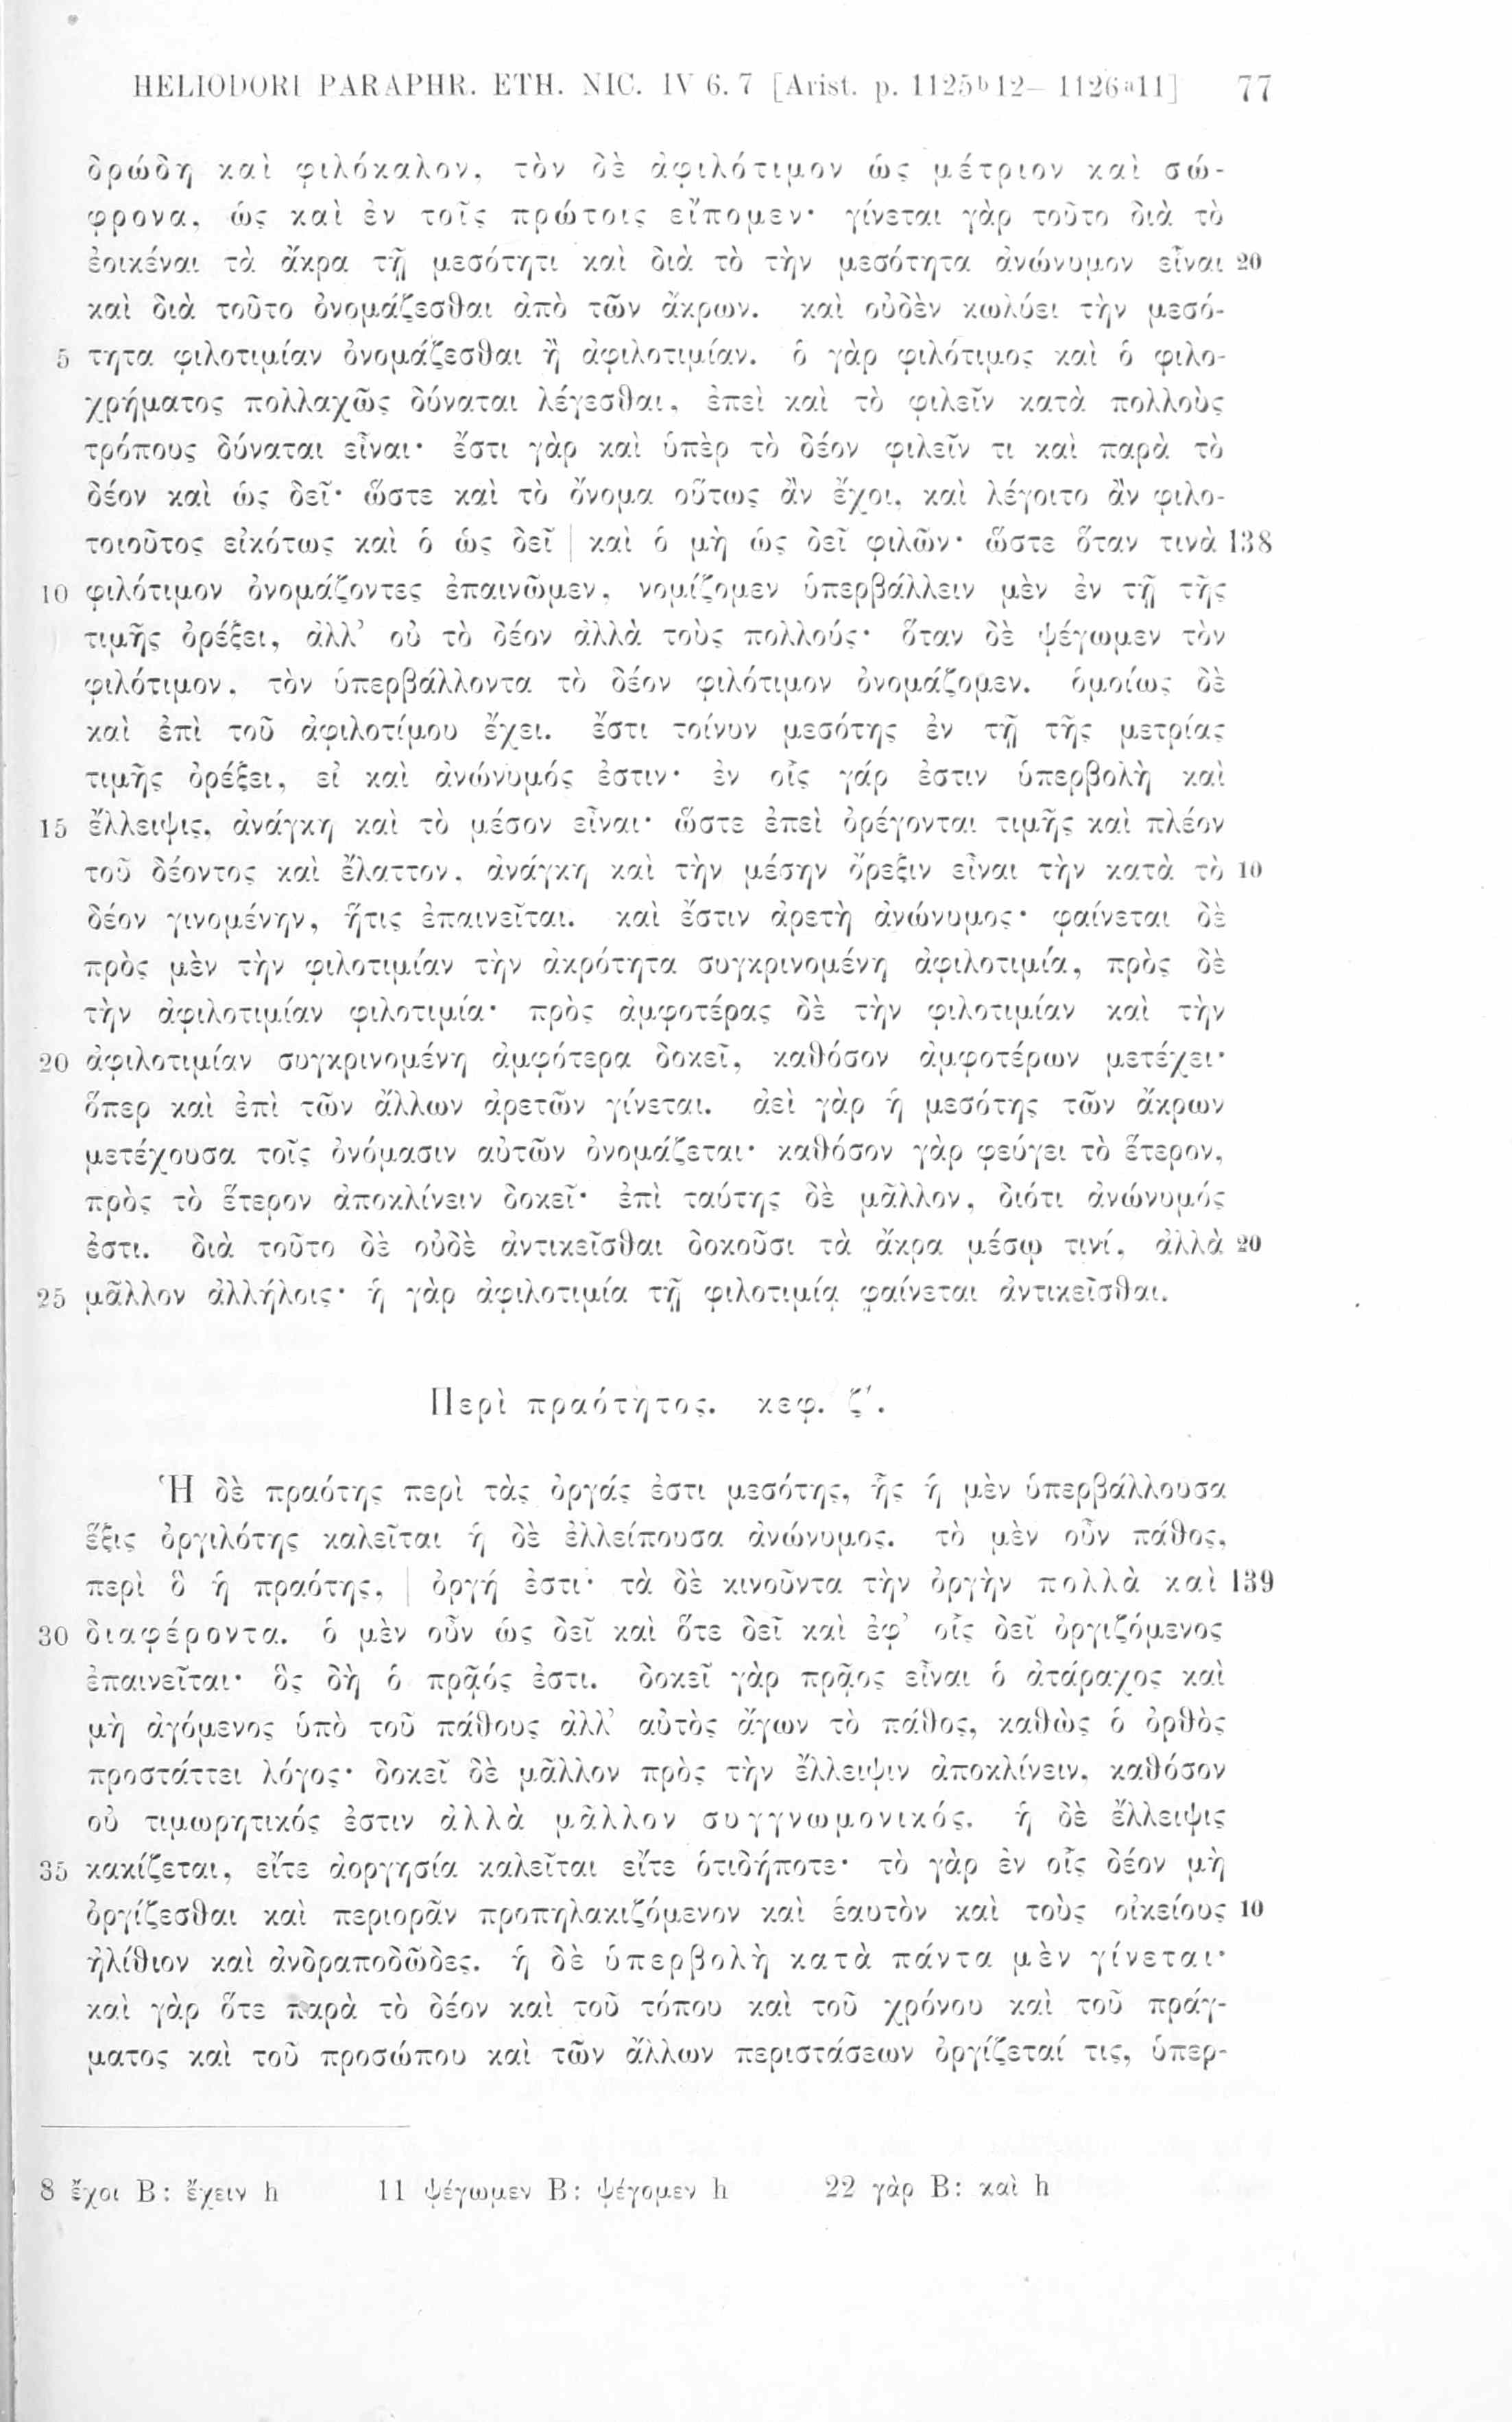 HELIODORI PARAPHR. ETH. NIC. IV 6. 7 [Arist. p. 1125b12— 1126a11] 77
δρώδη καὶ φιλόκαλον, τὸν δὲ ἀφιλότιμον ὡς μέτριον καὶ σώ-
φρονα, ὡς καὶ ἐν τοῖς πρώτοις εἴπομεν· γίνεται γὰρ τοῦτο διὰ τὸ
ἐοικέναι τὰ ἄκρα τῇ μεσότητι καὶ διὰ τὸ τὴν μεσότητα ἀνώνυμον εἶναι 20
καὶ διὰ τοῦτο ὀνομάζεσθαι ἀπὸ τῶν ἄκρων. καὶ οὐδὲν κωλύει τὴν μεσό-
5 τητα φιλοτιμίαν ὀνομάζεσθαι ἢ ἀφιλοτιμίαν. ὁ γὰρ φιλότιμος καὶ ὁ φιλο-
χρήματος πολλαχῶς δύναται λέγεσθαι, ἐπεὶ καὶ τὸ φιλεῖν κατὰ πολλοὺς
τρόπους δύναται εἶναι· ἔστι γὰρ καὶ ὑπὲρ τὸ δέον φιλεῖν τι καὶ παρὰ τὸ
δέον καὶ ὡς δεῖ· ὥστε καὶ τὸ ὄνομα οὕτως ἂν ἔχοι, καὶ λέγοιτο ἂν φιλο-
τοιοῦτος εἰκότως καὶ ὁ ὡς δεῖ | καὶ ὁ μὴ ὡς δεῖ φιλῶν· ὥστε ὅταν τινὰ 138
10 φιλότιμον ὀνομάζοντες ἐπαινῶμεν, νομίζομεν ὑπερβάλλειν μὲν ἐν τῇ τῆς
τιμῆς ὀρέξει, ἀλλ’ οὐ τὸ δέον ἀλλὰ τοὺς πολλούς· ὅταν δὲ ψέγωμεν τὸν
φιλότιμον, τὸν ὑπερβάλλοντα τὸ δέον φιλότιμον ὀνομάζομεν. ὁμοίως δὲ
καὶ ἐπὶ τοῦ ἀφιλοτίμου ἔχει. ἔστι τοίνυν μεσότης ἐν τῇ τῆς μετρίας
τιμῆς ὀρέξει, εἰ καὶ ἀνώνυμός ἐστιν· ἐν οἷς γάρ ἐστιν ὑπερβολὴ καὶ
15 ἔλλειψις, ἀνάγκη καὶ τὸ μέσον εἶναι· ὥστε ἐπεὶ ὀρέγονται τιμῆς καὶ πλέον
τοῦ δέοντος καὶ ἔλαττον, ἀνάγκη καὶ τὴν μέσην ὄρεξιν εἶναι τὴν κατὰ τὸ 10
δέον γινομένην, ἥτις ἐπαινεῖται. καὶ ἔστιν ἀρετὴ ἀνώνυμος· φαίνεται δὲ
πρὸς μὲν τὴν φιλοτιμίαν τὴν ἀκρότητα συγκρινομένη ἀφιλοτιμία, πρὸς δὲ
τὴν ἀφιλοτιμίαν φιλοτιμία· πρὸς ἀμφοτέρας δὲ τὴν φιλοτιμίαν καὶ τὴν
20 ἀφιλοτιμίαν συγκρινομένη ἀμφότερα δοκεῖ, καθόσον ἀμφοτέρων μετέχει·
ὅπερ καὶ ἐπὶ τῶν ἄλλων ἀρετῶν γίνεται. ἀεὶ γὰρ ἡ μεσότης τῶν ἄκρων
μετέχουσα τοῖς ὀνόμασιν αὐτῶν ὀνομάζεται· καθόσον γὰρ φεύγει τὸ ἕτερον,
πρὸς τὸ ἕτερον ἀποκλίνειν δοκεῖ· ἐπὶ ταύτης δὲ μᾶλλον, διότι ἀνώνυμός
ἐστι. διὰ τοῦτο δὲ οὐδὲ ἀντικεῖσθαι δοκοῦσι τὰ ἄκρα μέσῳ τινί, ἀλλὰ 20
25 μᾶλλον ἀλλήλοις· ἡ γὰρ ἀφιλοτιμία τῇ φιλοτιμίᾳ φαίνεται ἀντικεῖσθαι.
Περὶ πραότητος. κεφ. ζ′.
Ἡ δὲ πραότης περὶ τὰς ὀργάς ἐστι μεσότης, ἧς ἡ μὲν ὑπερβάλλουσα
ἕξις ὀργιλότης καλεῖται ἡ δὲ ἐλλείπουσα ἀνώνυμος. τὸ μὲν οὖν πάθος,
περὶ ὃ ἡ πραότης, | ὀργή ἐστι· τὰ δὲ κινοῦντα τὴν ὀργὴν πολλὰ καὶ 139
30 διαφέροντα. ὁ μὲν οὖν ὡς δεῖ καὶ ὅτε δεῖ καὶ ἐφ’ οἷς δεῖ ὀργιζόμενος
ἐπαινεῖται· ὃς δὴ ὁ πρᾷός ἐστι. δοκεῖ γὰρ πρᾷος εἶναι ὁ ἀτάραχος καὶ
μὴ ἀγόμενος ὑπὸ τοῦ πάθους ἀλλ’ αὐτὸς ἄγων τὸ πάθος, καθὼς ὁ ὀρθὸς
προστάττει λόγος· δοκεῖ δὲ μᾶλλον πρὸς τὴν ἔλλειψιν ἀποκλίνειν, καθόσον
οὐ τιμωρητικός ἐστιν ἀλλὰ μᾶλλον συγγνωμονικός. ἡ δὲ ἔλλειψις
35 κακίζεται, εἴτε ἀοργησία καλεῖται εἴτε ὁτιδήποτε· τὸ γὰρ ἐν οἷς δέον μὴ
ὀργίζεσθαι καὶ περιορᾶν προπηλακιζόμενον καὶ ἑαυτὸν καὶ τοὺς οἰκείους 10
ἠλίθιον καὶ ἀνδραποδῶδες. ἡ δὲ ὑπερβολὴ κατὰ πάντα μὲν γίνεται·
καὶ γὰρ ὅτε παρὰ τὸ δέον καὶ τοῦ τόπου καὶ τοῦ χρόνου καὶ τοῦ πράγ-
ματος καὶ τοῦ προσώπου καὶ τῶν ἄλλων περιστάσεων ὀργίζεταί τις, ὑπερ-
8 ἔχοι B: ἔχειν h 11 ψέγωμεν B: ψέγομεν h 22 γὰρ B: καὶ h